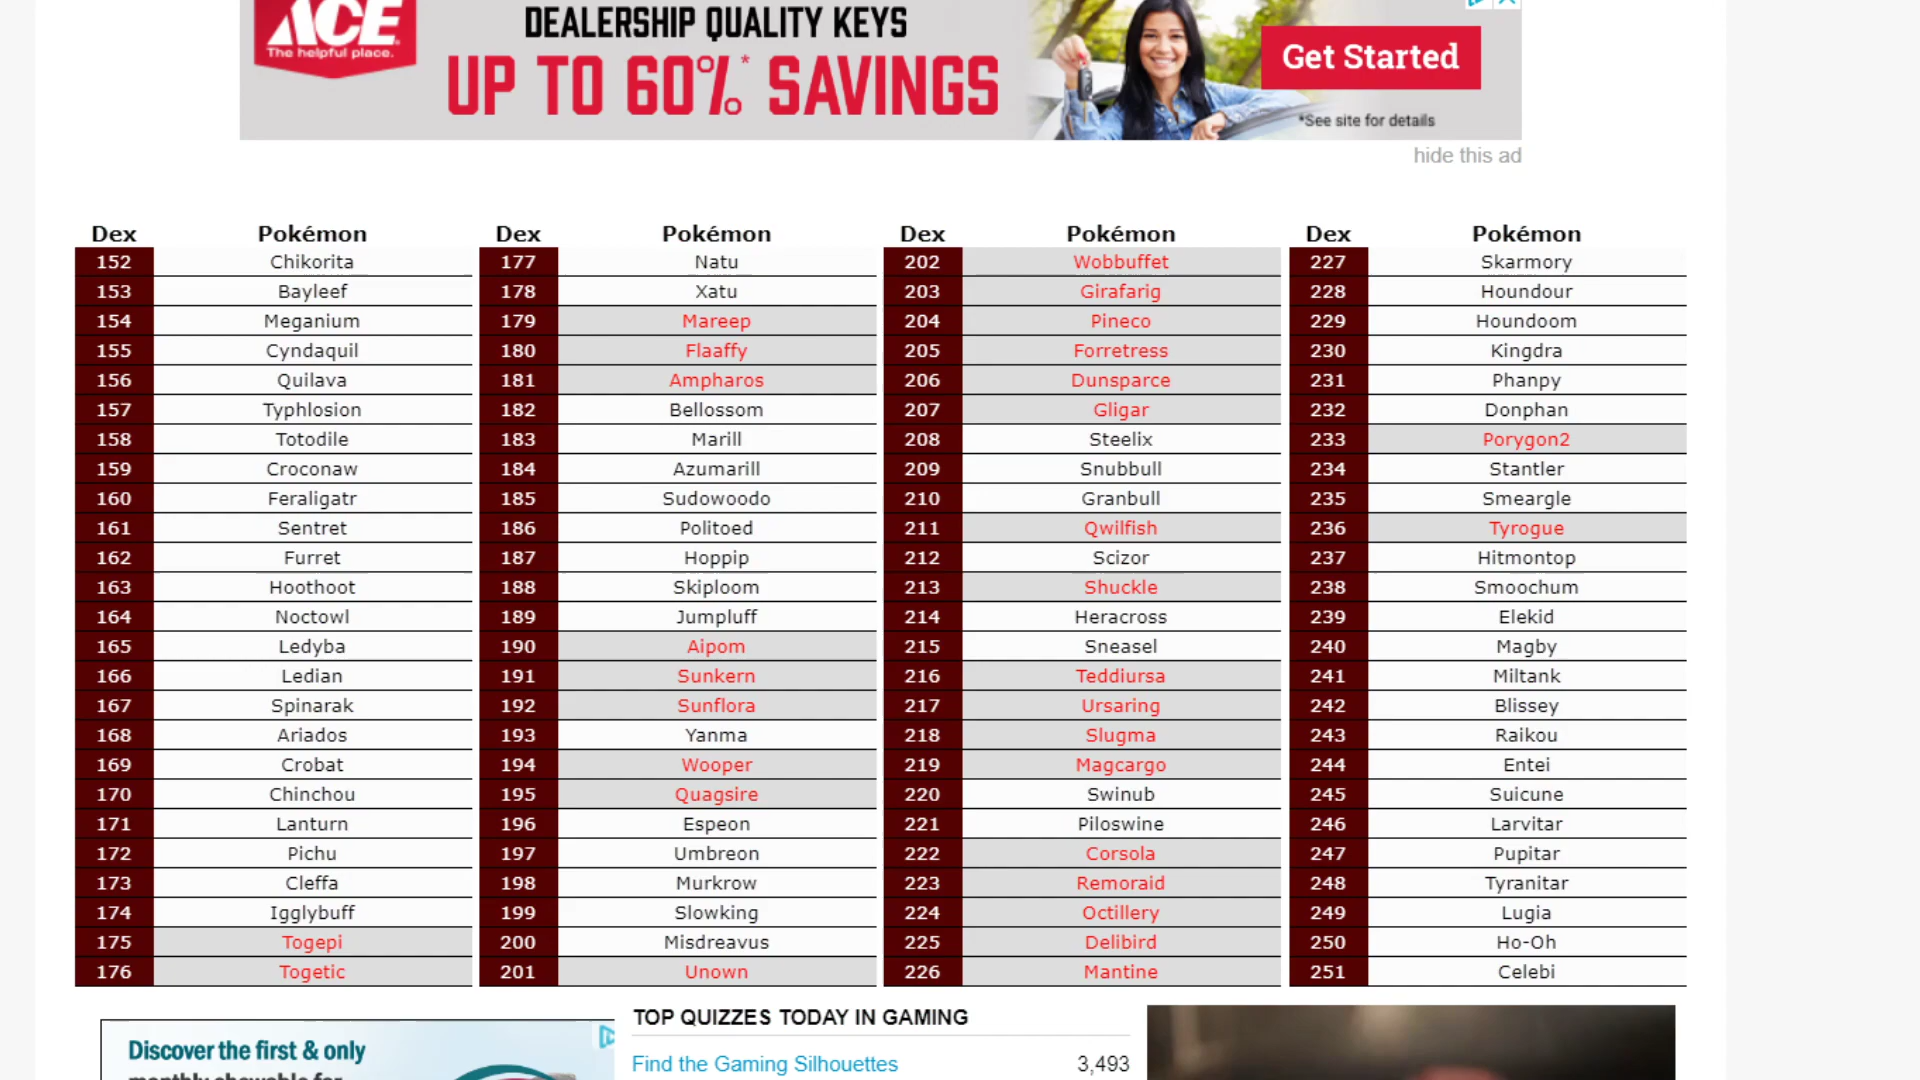 ACE
The helpful place.
DEALERSHIP QUALITY KEYS
UP TO 60%* SAVINGS
Get Started
*See site for details
hide this ad
Dex Pokémon Dex Pokémon Dex Pokémon Dex Pokémon
152 Chikorita 177 Natu 202 Wobbuffet 227 Skarmory
153 Bayleef 178 Xatu 203 Girafarig 228 Houndour
154 Meganium 179 Mareep 204 Pineco 229 Houndoom
155 Cyndaquil 180 Flaaffy 205 Forretress 230 Kingdra
156 Quilava 181 Ampharos 206 Dunsparce 231 Phanpy
157 Typhlosion 182 Bellossom 207 Gligar 232 Donphan
158 Totodile 183 Marill 208 Steelix 233 Porygon2
159 Croconaw 184 Azumarill 209 Snubbull 234 Stantler
160 Feraligatr 185 Sudowoodo 210 Granbull 235 Smeargle
161 Sentret 186 Politoed 211 Qwilfish 236 Tyrogue
162 Furret 187 Hoppip 212 Scizor 237 Hitmontop
163 Hoothoot 188 Skiploom 213 Shuckle 238 Smoochum
164 Noctowl 189 Jumpluff 214 Heracross 239 Elekid
165 Ledyba 190 Aipom 215 Sneasel 240 Magby
166 Ledian 191 Sunkern 216 Teddiursa 241 Miltank
167 Spinarak 192 Sunflora 217 Ursaring 242 Blissey
168 Ariados 193 Yanma 218 Slugma 243 Raikou
169 Crobat 194 Wooper 219 Magcargo 244 Entei
170 Chinchou 195 Quagsire 220 Swinub 245 Suicune
171 Lanturn 196 Espeon 221 Piloswine 246 Larvitar
172 Pichu 197 Umbreon 222 Corsola 247 Pupitar
173 Cleffa 198 Murkrow 223 Remoraid 248 Tyranitar
174 Igglybuff 199 Slowking 224 Octillery 249 Lugia
175 Togepi 200 Misdreavus 225 Delibird 250 Ho-Oh
176 Togetic 201 Unown 226 Mantine 251 Celebi
TOP QUIZZES TODAY IN GAMING
Discover the first & only
Find the Gaming Silhouettes 3,493
monthly chewable for